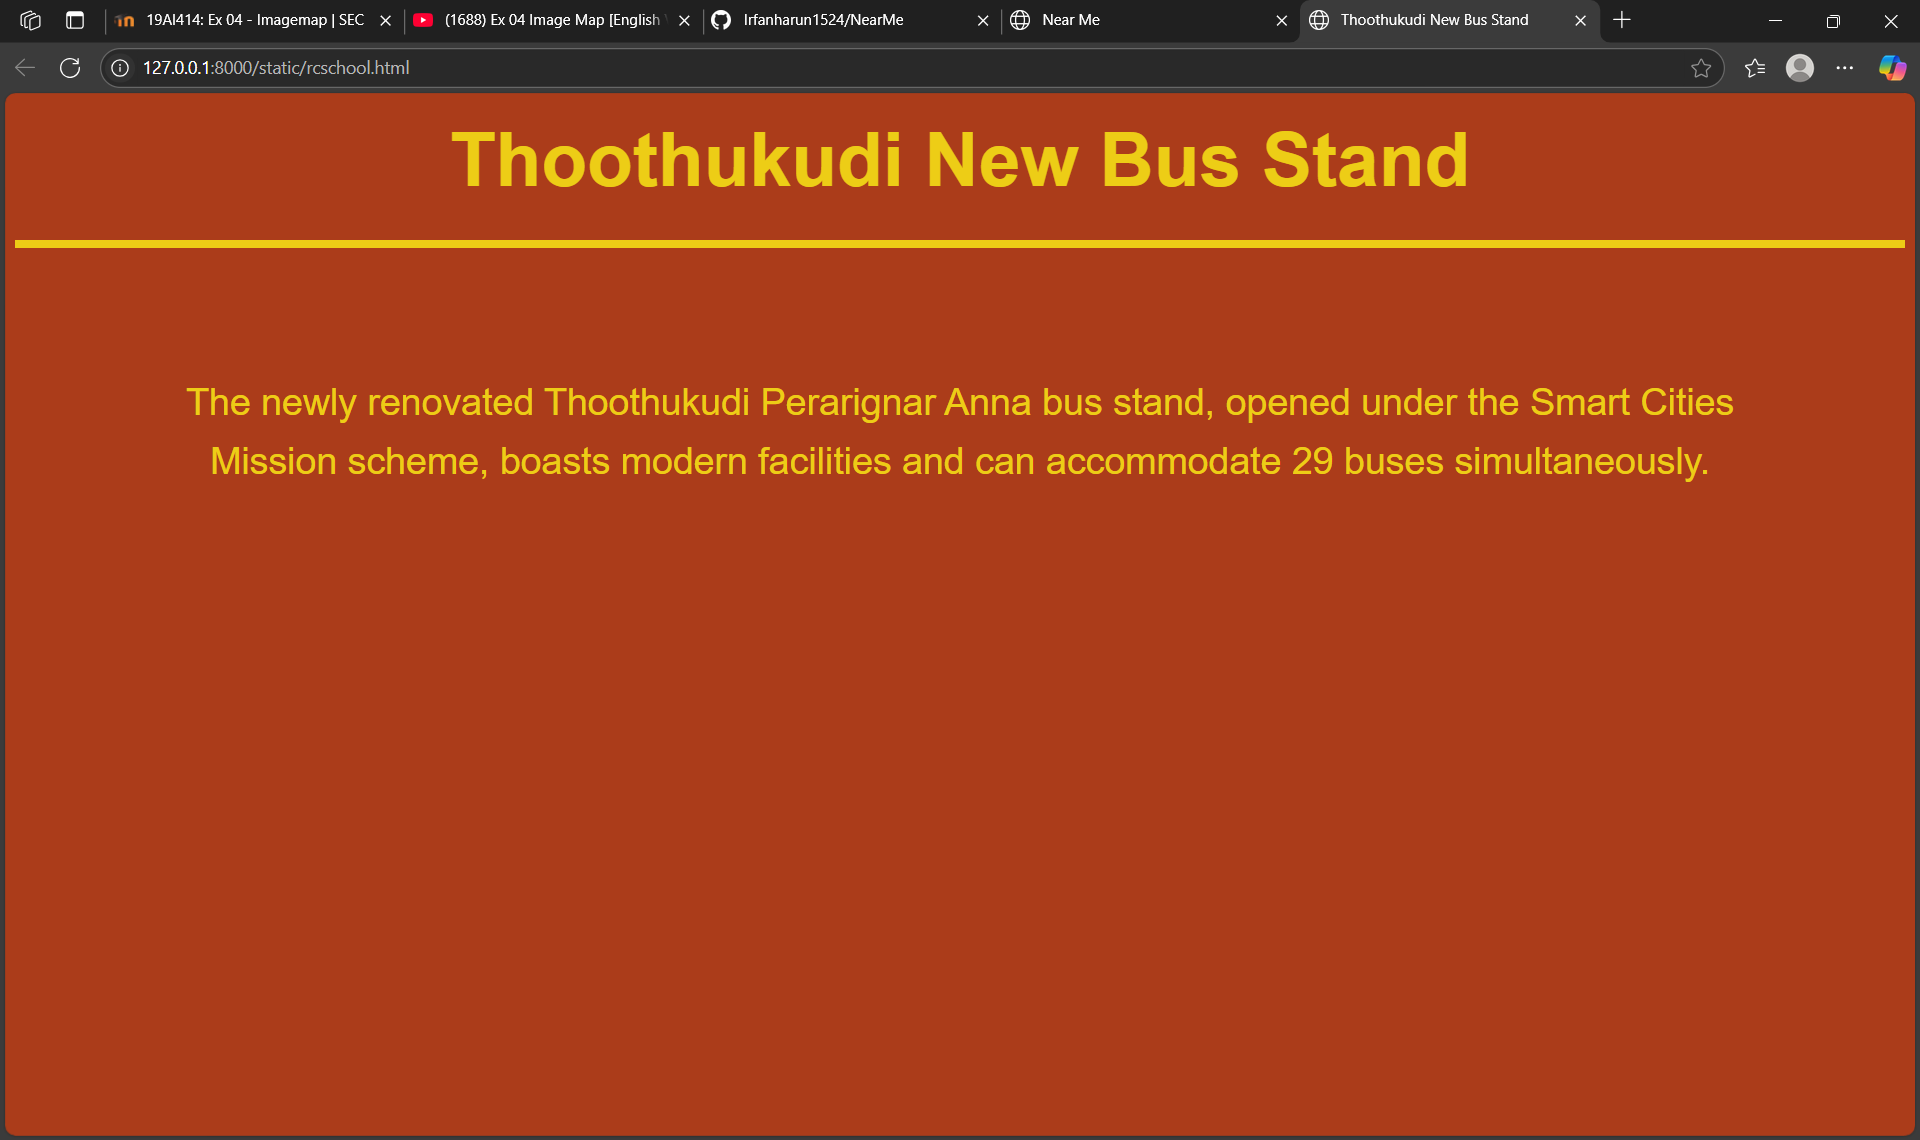 19AI414: Ex 04 - Imagemap | SEC
(1688) Ex 04 Image Map [English
Irfanharun1524/NearMe
Near Me
Thoothukudi New Bus Stand
127.0.0.1:8000/static/rcschool.html
Thoothukudi New Bus Stand
The newly renovated Thoothukudi Perarignar Anna bus stand, opened under the Smart Cities
Mission scheme, boasts modern facilities and can accommodate 29 buses simultaneously.